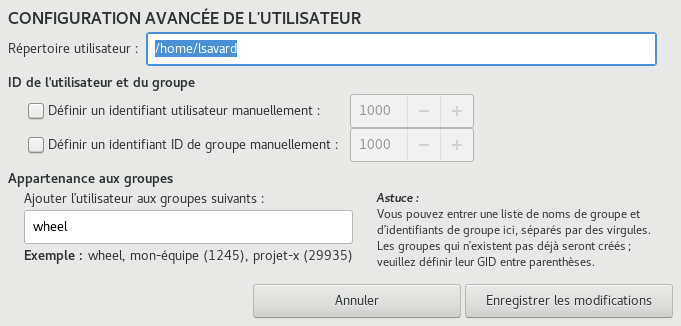 CONFIGURATION AVANCÉE DE L'UTILISATEUR
Répertoire utilisateur : /home/lsavard
ID de l'utilisateur et du groupe
Définir un identifiant utilisateur manuellement : 1000 − +
Définir un identifiant ID de groupe manuellement : 1000 − +
Appartenance aux groupes
Ajouter l'utilisateur aux groupes suivants :
wheel
Exemple : wheel, mon-équipe (1245), projet-x (29935)
Astuce :
Vous pouvez entrer une liste de noms de groupe et
d'identifiants de groupe ici, séparés par des virgules.
Les groupes qui n'existent pas déjà seront créés ;
veuillez définir leur GID entre parenthèses.
Annuler
Enregistrer les modifications